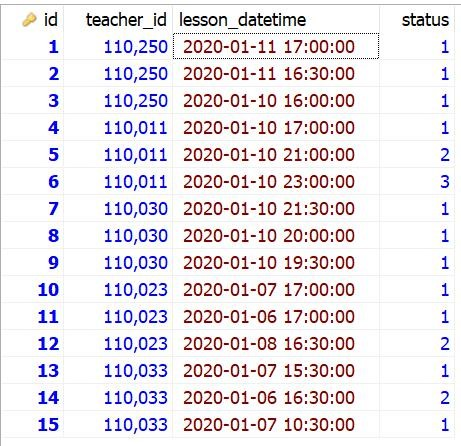 id teacher_id lesson_datetime status
1 110,250 2020-01-11 17:00:00 1
2 110,250 2020-01-11 16:30:00 1
3 110,250 2020-01-10 16:00:00 1
4 110,011 2020-01-10 17:00:00 1
5 110,011 2020-01-10 21:00:00 2
6 110,011 2020-01-10 23:00:00 3
7 110,030 2020-01-10 21:30:00 1
8 110,030 2020-01-10 20:00:00 1
9 110,030 2020-01-10 19:30:00 1
10 110,023 2020-01-07 17:00:00 1
11 110,023 2020-01-06 17:00:00 1
12 110,023 2020-01-08 16:30:00 2
13 110,033 2020-01-07 15:30:00 1
14 110,033 2020-01-06 16:30:00 2
15 110,033 2020-01-07 10:30:00 1